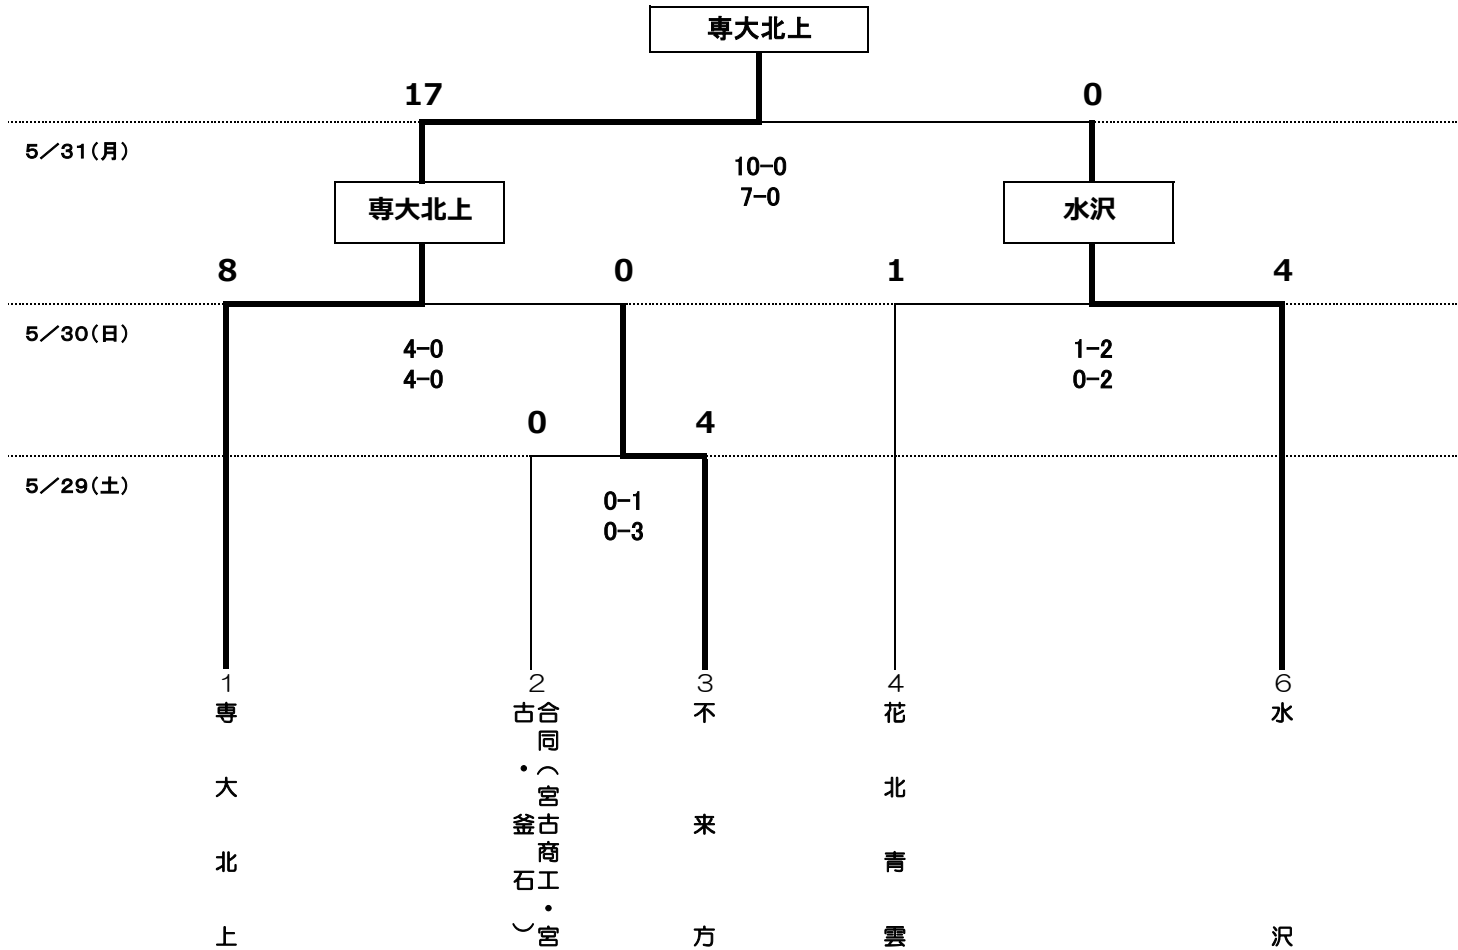 専大北上
17
0
5／31(月)
10-0
7-0
専大北上
水沢
8
0
1
4
5／30(日)
4-0
4-0
1-2
0-2
0
4
5／29(土)
0-1
0-3
1
2
3
4
6
専大北上
合同（宮古商工・宮
古・釜石）
不来方
花北青雲
水沢